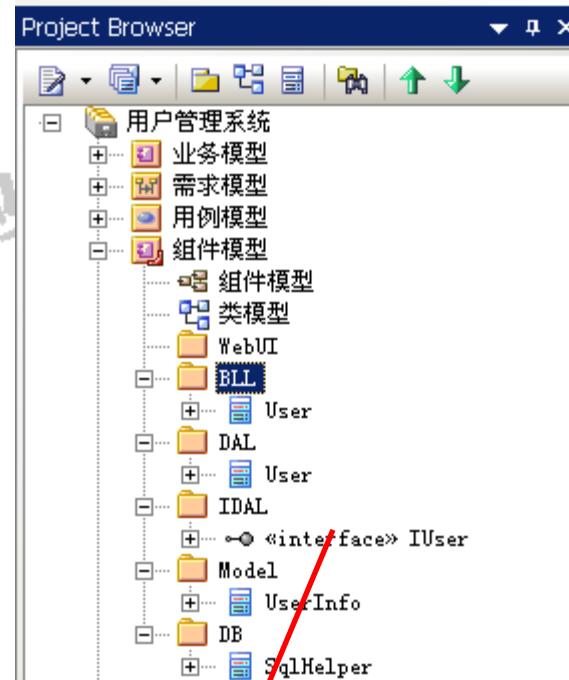 Project Browser
用户管理系统
业务模型
需求模型
用例模型
组件模型
组件模型
类模型
WebUI
BLL
User
DAL
User
IDAL
«interface» IUser
Model
UserInfo
DB
SqlHelper